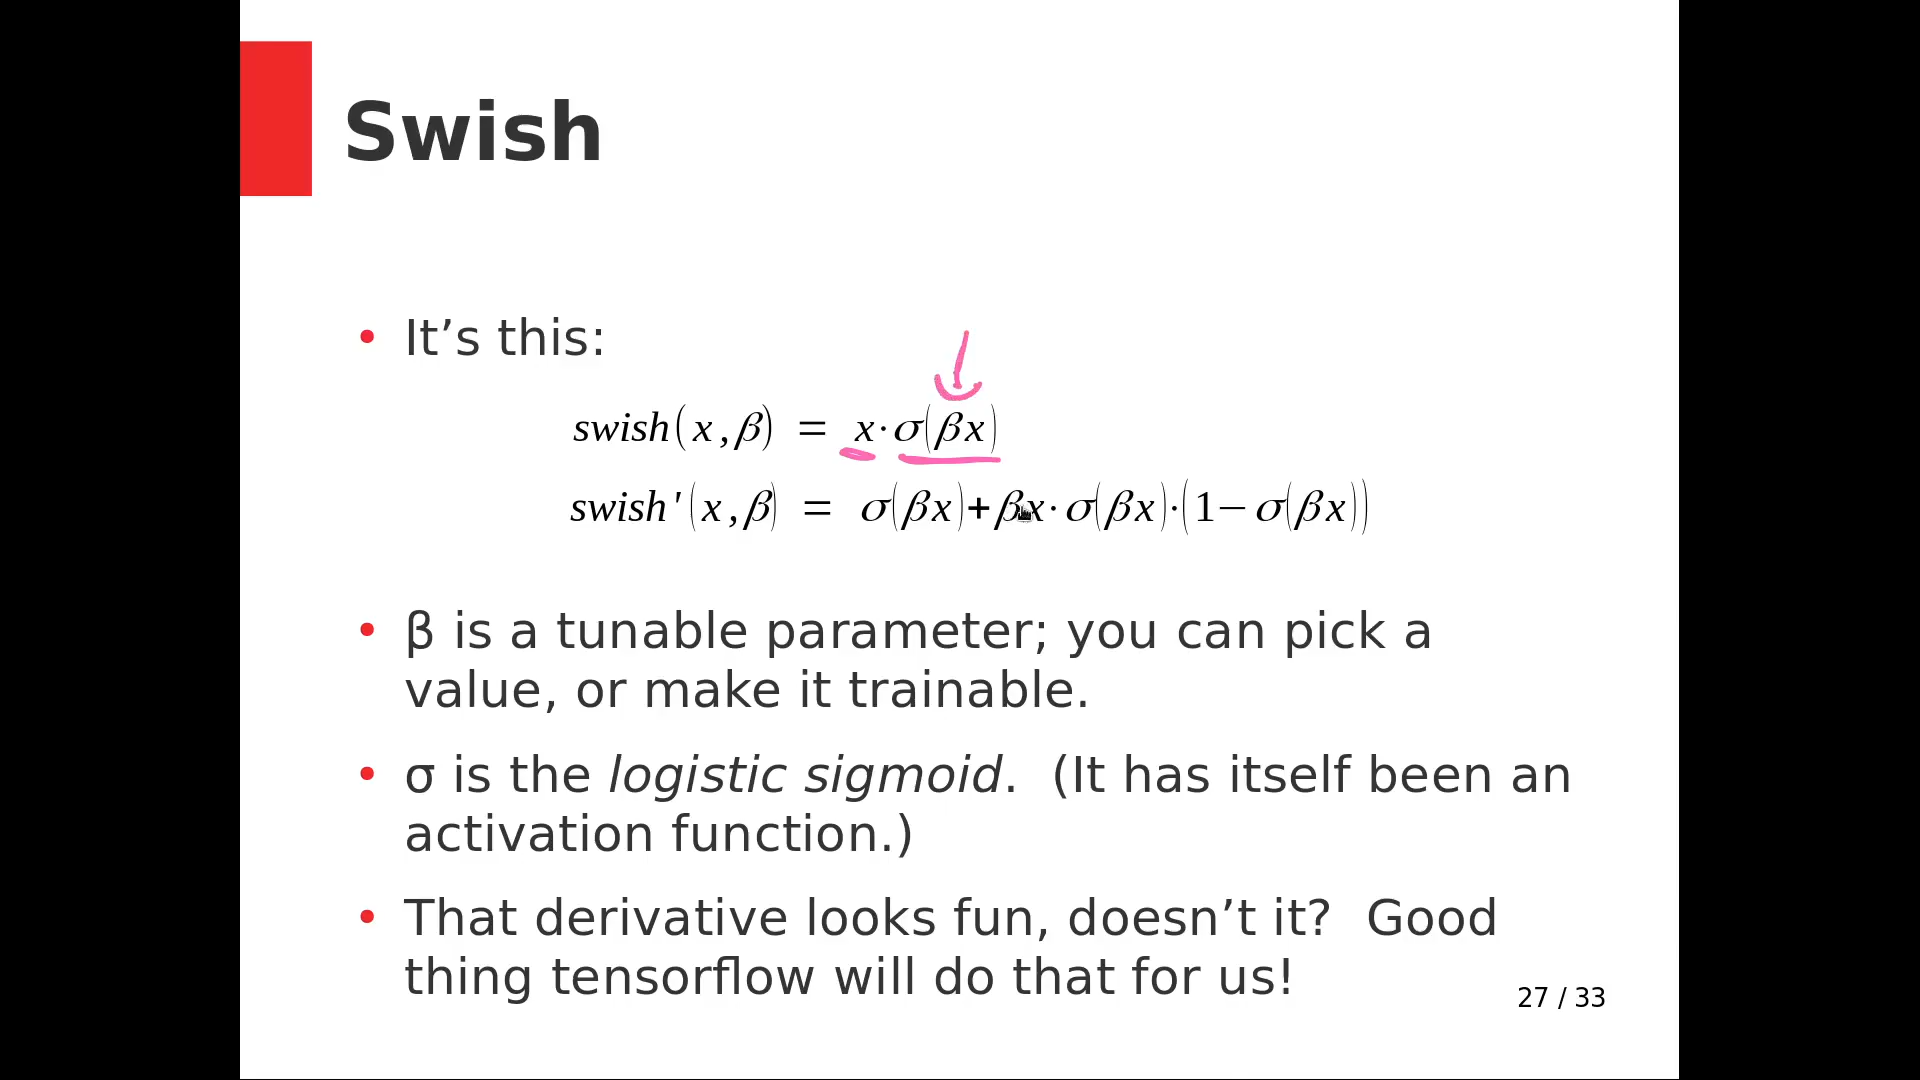 Swish
• It’s this:
swish(x,β) = x·σ(βx)
swish'(x,β) = σ(βx)+βx·σ(βx)·(1−σ(βx))
• β is a tunable parameter; you can pick a
value, or make it trainable.
• σ is the logistic sigmoid.  (It has itself been an
activation function.)
• That derivative looks fun, doesn’t it?  Good
thing tensorflow will do that for us!
27 / 33